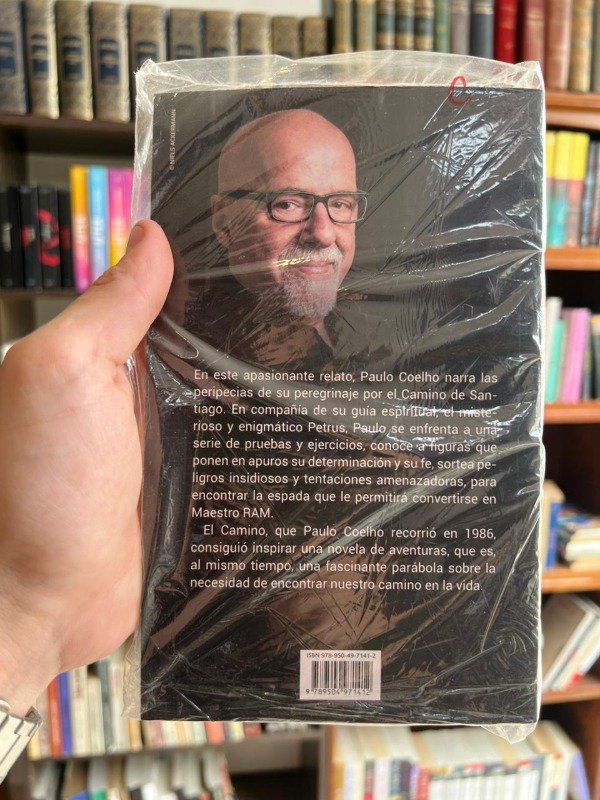 © NIELS ACKERMANN
En este apasionante relato, Paulo Coelho narra las
peripecias de su peregrinaje por el Camino de San-
tiago. En compañía de su guía espiritual, el miste-
rioso y enigmático Petrus, Paulo se enfrenta a una
serie de pruebas y ejercicios, conoce a figuras que
ponen en apuros su determinación y su fe, sortea pe-
ligros insidiosos y tentaciones amenazadoras, para
encontrar la espada que le permitirá convertirse en
Maestro RAM.
El Camino, que Paulo Coelho recorrió en 1986,
consiguió inspirar una novela de aventuras, que es,
al mismo tiempo, una fascinante parábola sobre la
necesidad de encontrar nuestro camino en la vida.
ISBN 978-950-49-7141-2
9 789504 971412